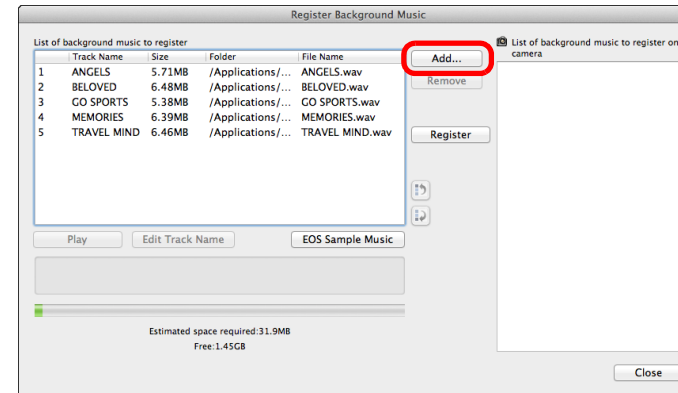 Register Background Music
List of background music to register
Track Name Size Folder File Name
1 ANGELS 5.71MB /Applications/... ANGELS.wav
2 BELOVED 6.48MB /Applications/... BELOVED.wav
3 GO SPORTS 5.38MB /Applications/... GO SPORTS.wav
4 MEMORIES 6.39MB /Applications/... MEMORIES.wav
5 TRAVEL MIND 6.46MB /Applications/... TRAVEL MIND.wav
Add...
Remove
Register
Play Edit Track Name EOS Sample Music
Estimated space required:31.9MB
Free:1.45GB
List of background music to register on
camera
Close